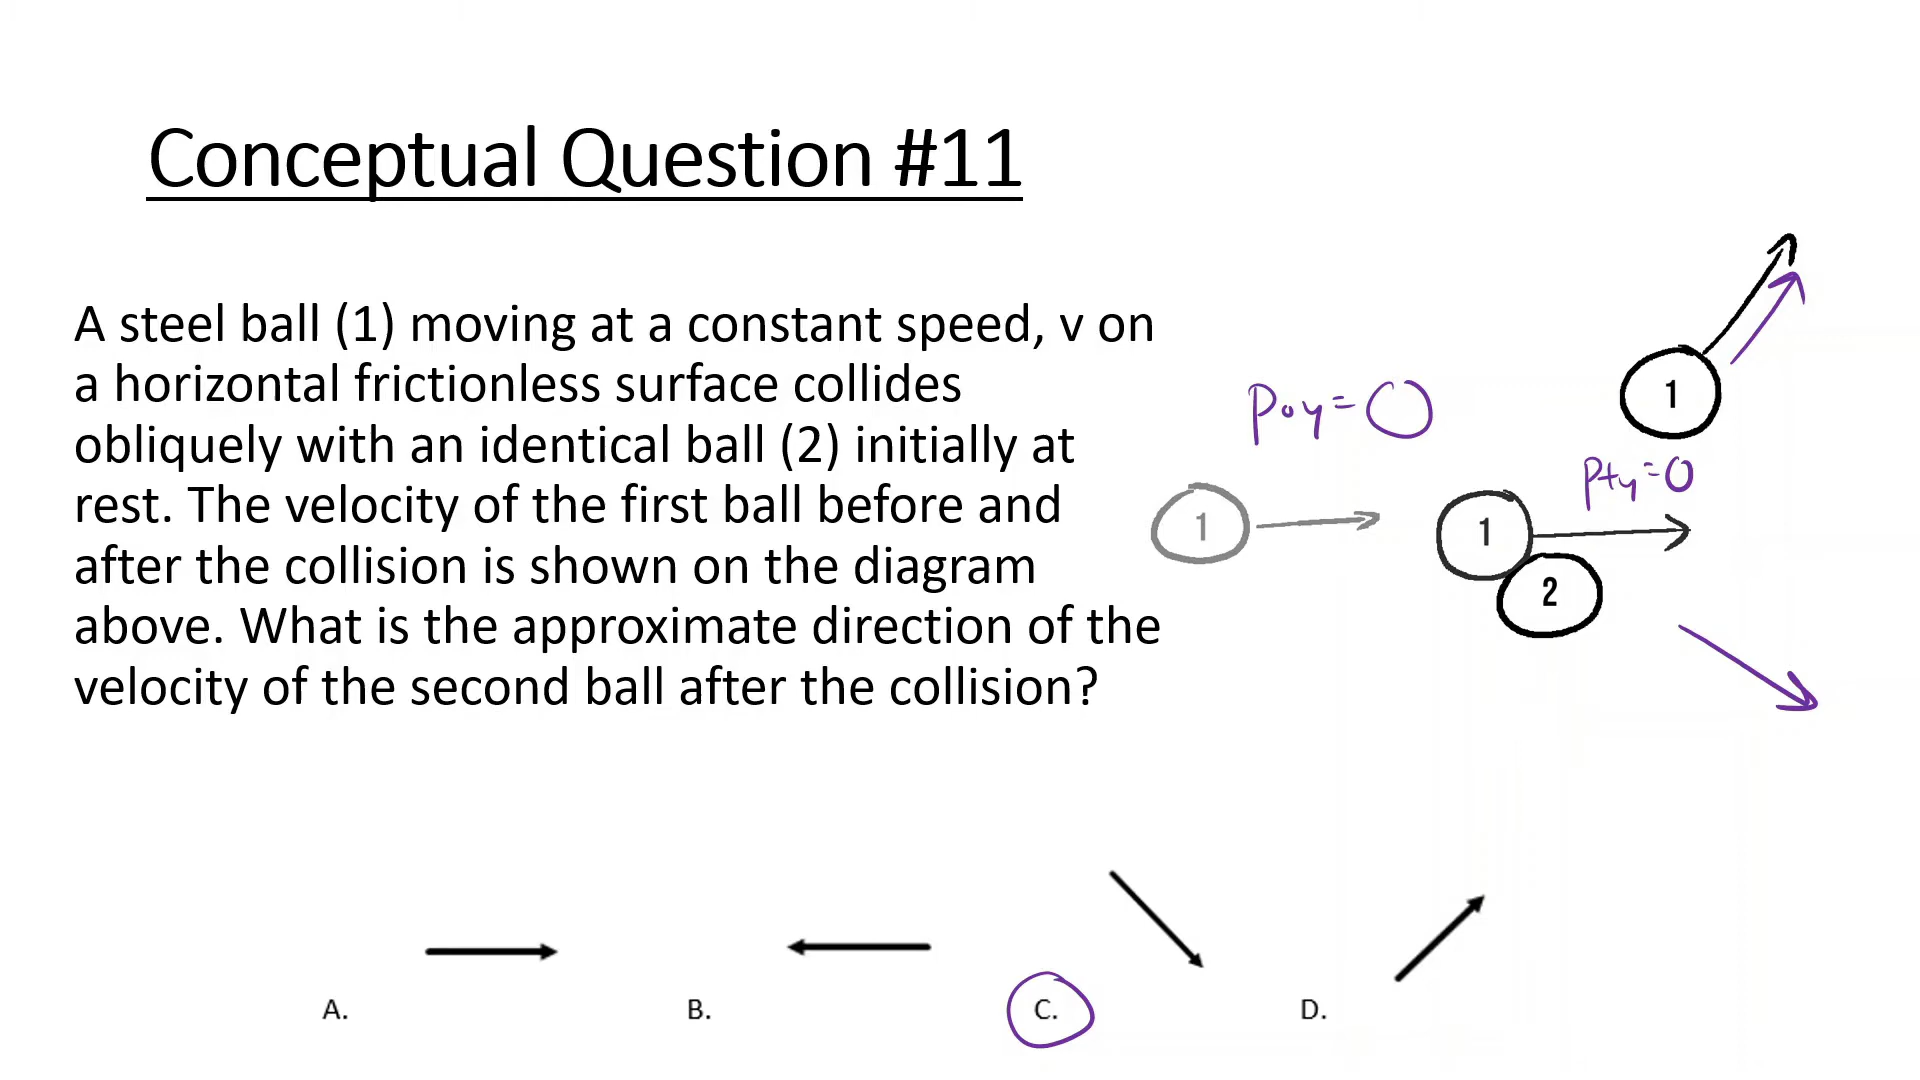 Conceptual Question #11
A steel ball (1) moving at a constant speed, v on
a horizontal frictionless surface collides
obliquely with an identical ball (2) initially at
rest. The velocity of the first ball before and
after the collision is shown on the diagram
above. What is the approximate direction of the
velocity of the second ball after the collision?
1
Poy=0
Pfy=0
1
1
2
A.
B.
C.
D.